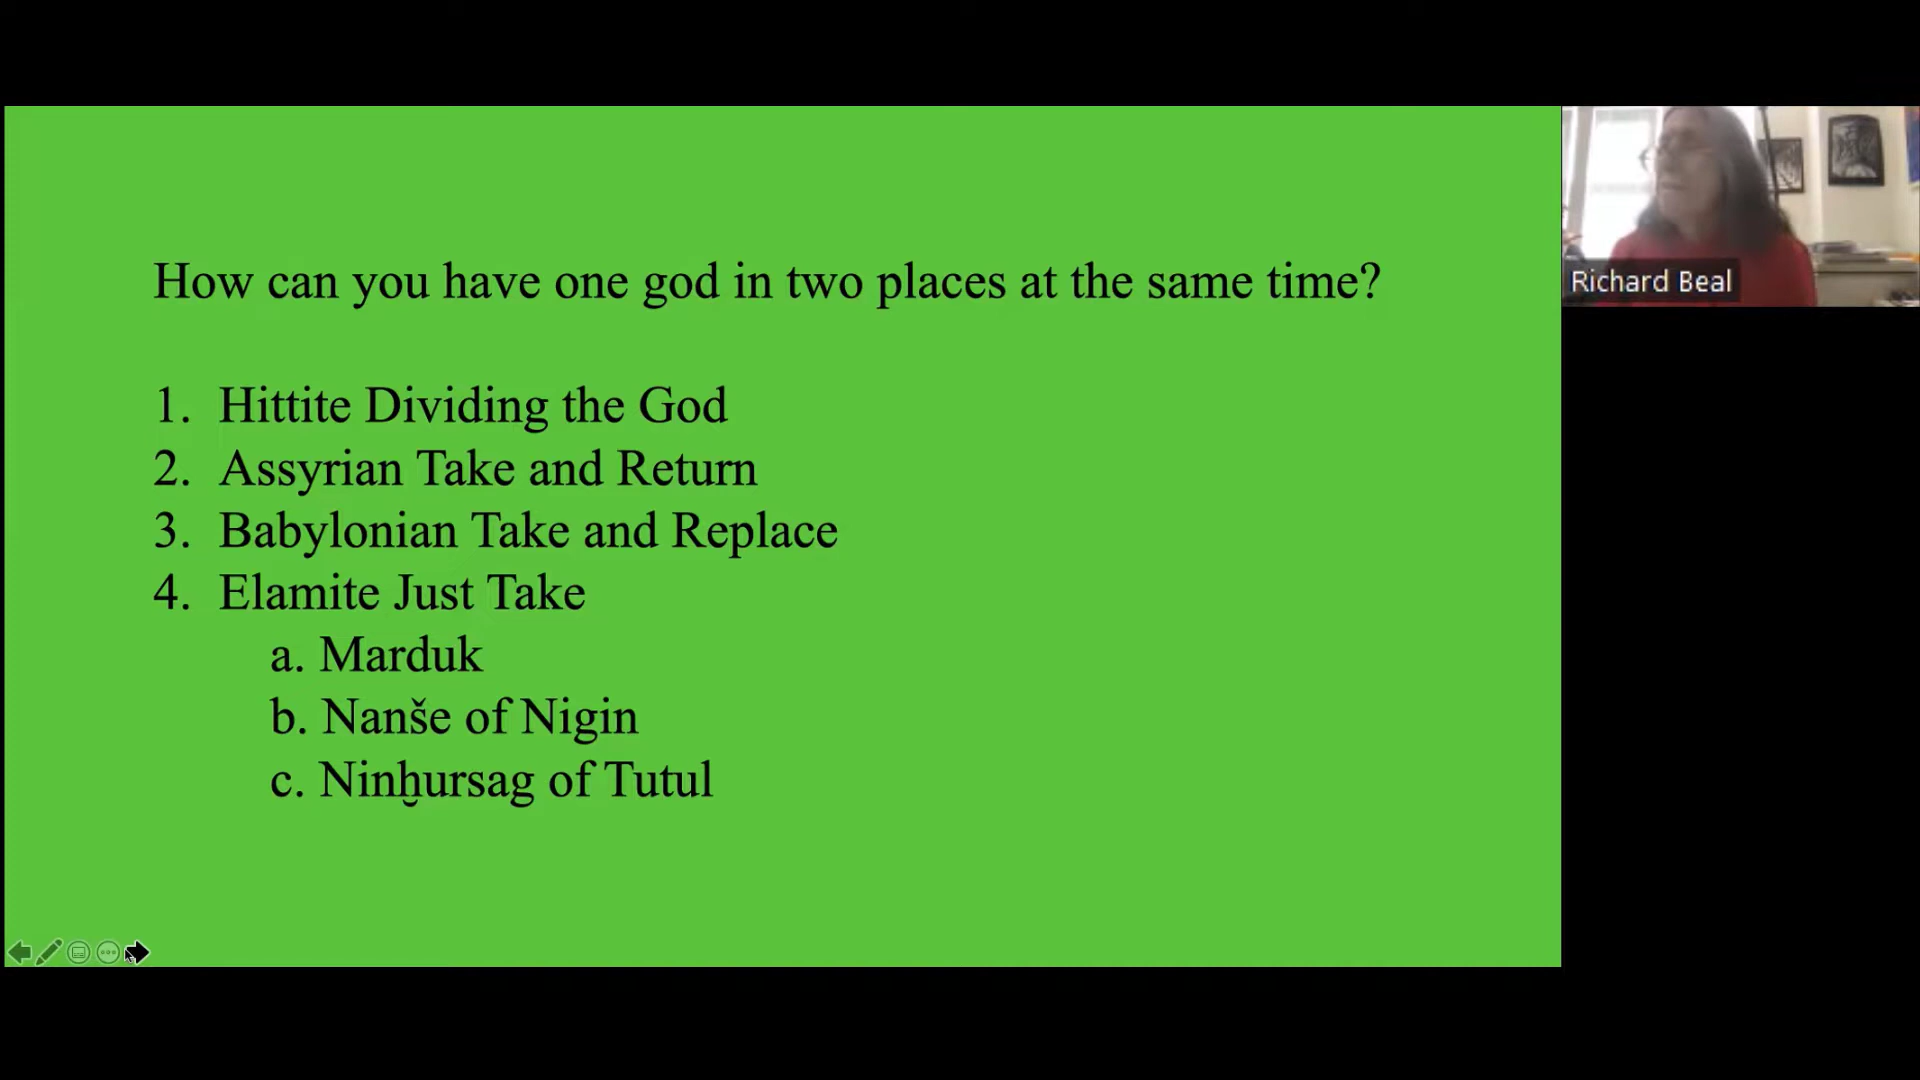 How can you have one god in two places at the same time?
1. Hittite Dividing the God
2. Assyrian Take and Return
3. Babylonian Take and Replace
4. Elamite Just Take
a. Marduk
b. Nanše of Nigin
c. Ninḫursag of Tutul
Richard Beal